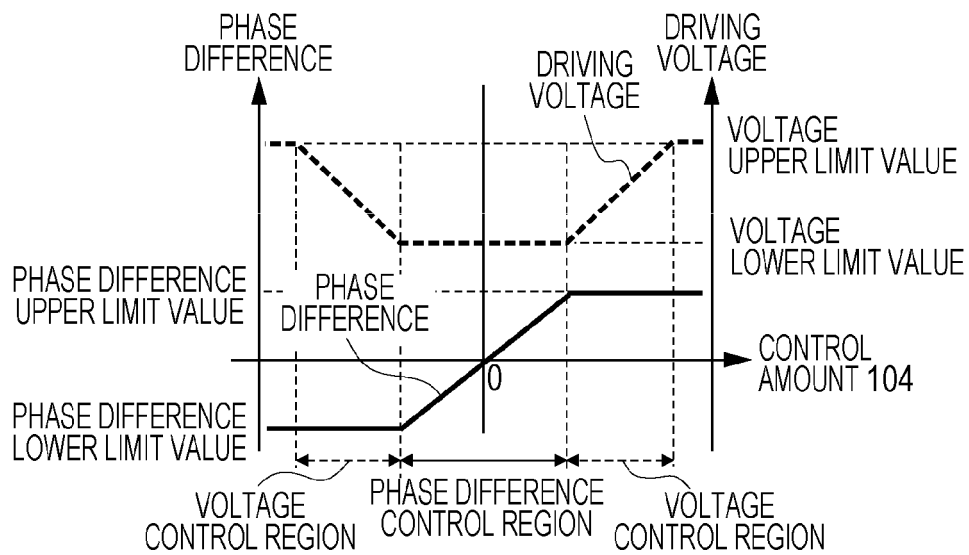 PHASE
DIFFERENCE
DRIVING
VOLTAGE
DRIVING
VOLTAGE
VOLTAGE
UPPER LIMIT VALUE
VOLTAGE
LOWER LIMIT VALUE
PHASE DIFFERENCE
UPPER LIMIT VALUE
PHASE
DIFFERENCE
0
CONTROL
AMOUNT 104
PHASE DIFFERENCE
LOWER LIMIT VALUE
VOLTAGE
CONTROL REGION
PHASE DIFFERENCE
CONTROL REGION
VOLTAGE
CONTROL REGION